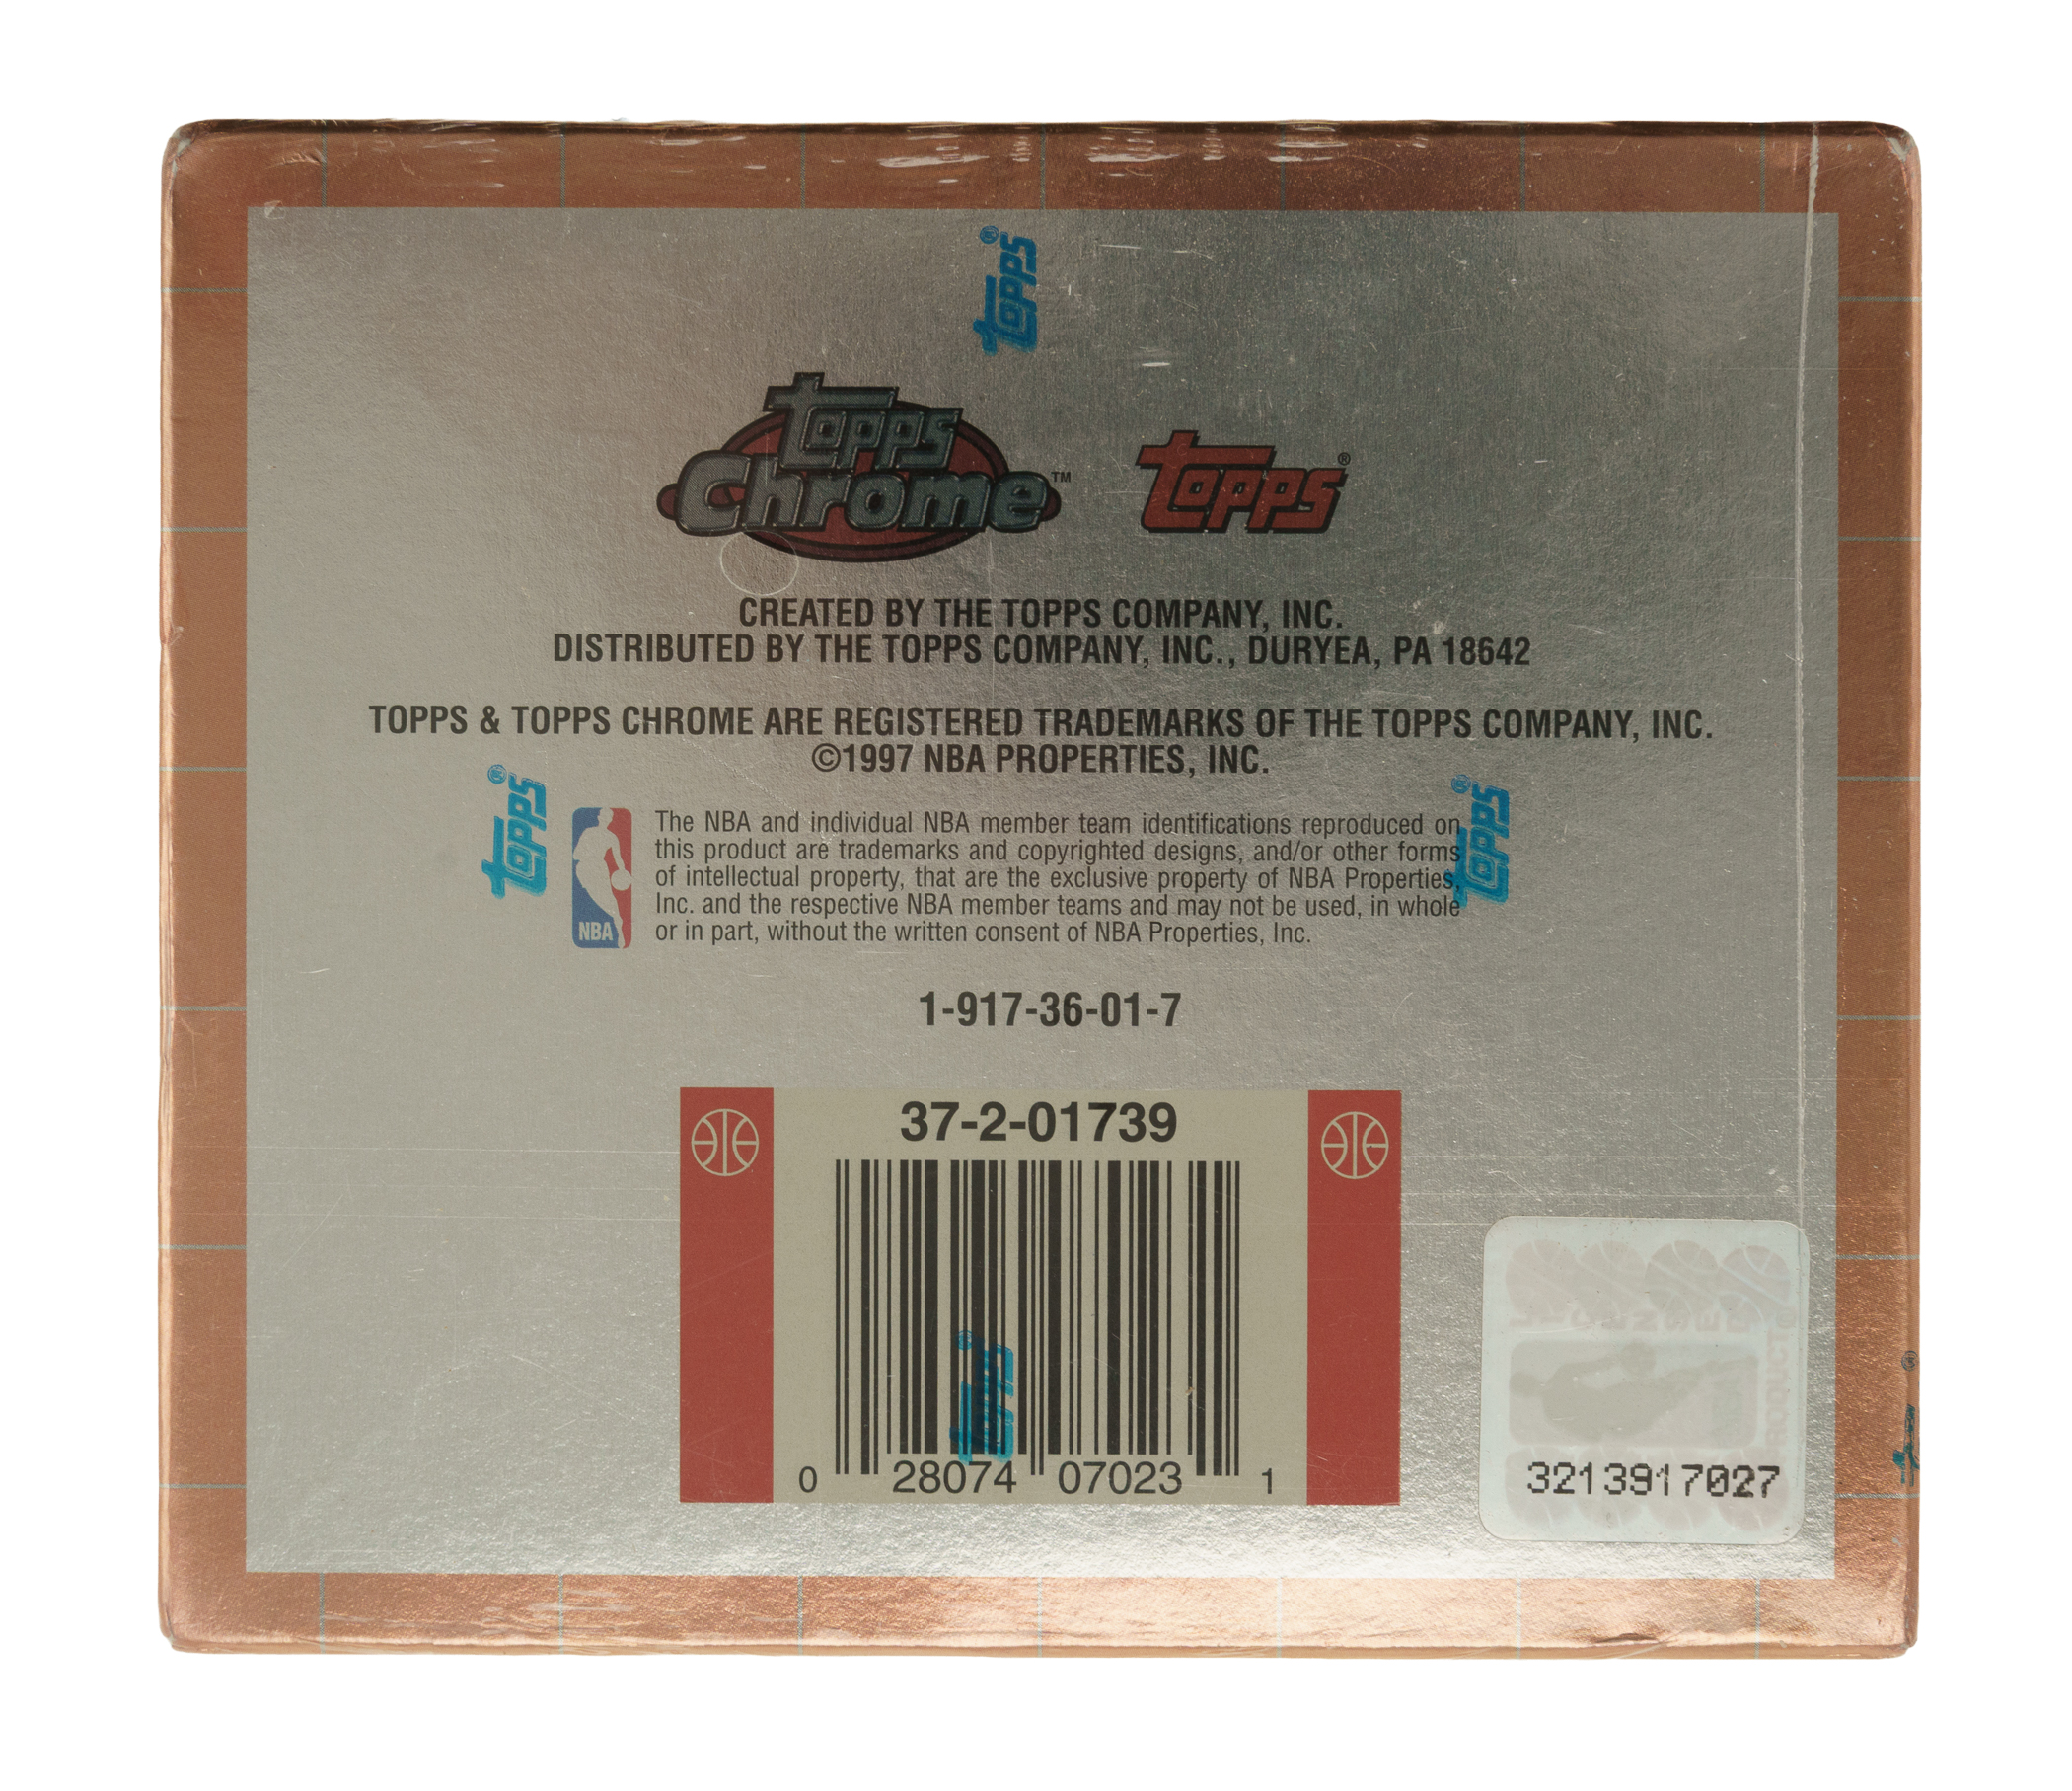 topps®
topps
Chrome™
topps®
CREATED BY THE TOPPS COMPANY, INC.
DISTRIBUTED BY THE TOPPS COMPANY, INC., DURYEA, PA 18642
TOPPS & TOPPS CHROME ARE REGISTERED TRADEMARKS OF THE TOPPS COMPANY, INC.
©1997 NBA PROPERTIES, INC.
topps®
NBA
The NBA and individual NBA member team identifications reproduced on
this product are trademarks and copyrighted designs, and/or other forms
of intellectual property, that are the exclusive property of NBA Properties,
Inc. and the respective NBA member teams and may not be used, in whole
or in part, without the written consent of NBA Properties, Inc.
topps®
1-917-36-01-7
37-2-01739
topps®
0 28074 07023 1
PRODUCT®
3213917027